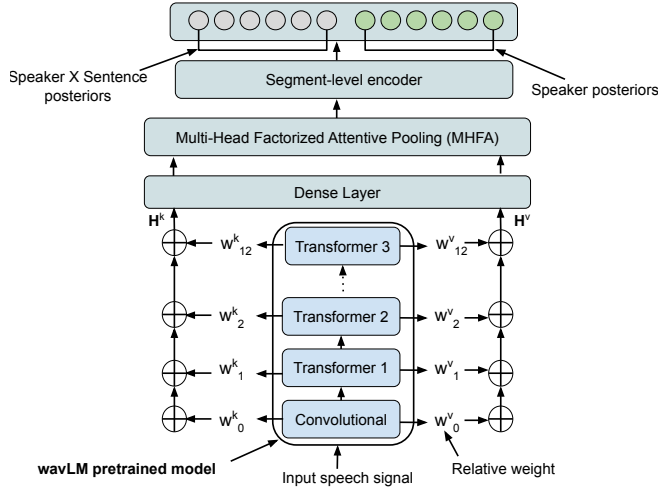 Speaker X Sentence
posteriors
Speaker posteriors
Segment-level encoder
Multi-Head Factorized Attentive Pooling (MHFA)
Dense Layer
H^k
H^v
w^k_12
Transformer 3
w^v_12
w^k_2
Transformer 2
w^v_2
w^k_1
Transformer 1
w^v_1
w^k_0
Convolutional
w^v_0
wavLM pretrained model
Input speech signal
Relative weight